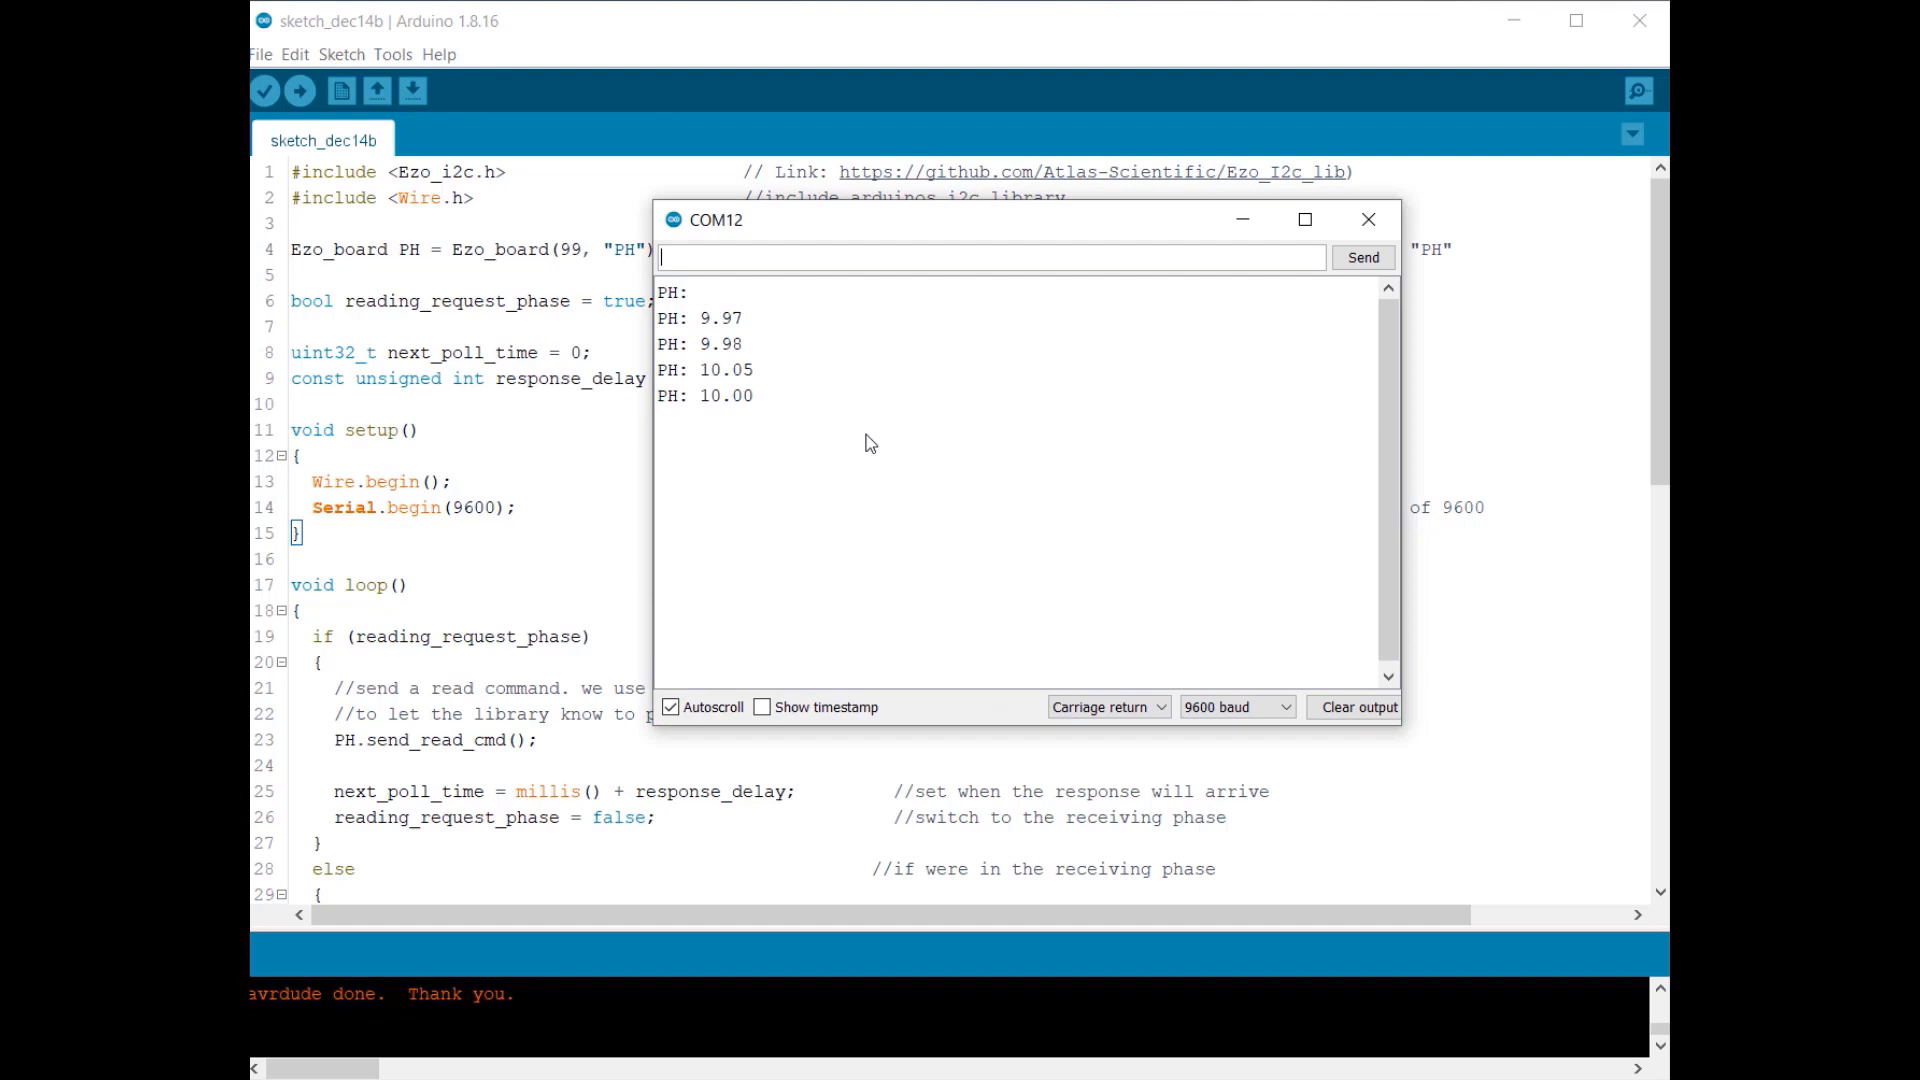 sketch_dec14b | Arduino 1.8.16
File Edit Sketch Tools Help
sketch_dec14b
1 #include <Ezo_i2c.h> // Link: https://github.com/Atlas-Scientific/Ezo_I2c_lib)
2 #include <Wire.h> //include arduinos i2c library
3
4 Ezo_board PH = Ezo_board(99, "PH") "PH"
5
6 bool reading_request_phase = true;
7
8 uint32_t next_poll_time = 0;
9 const unsigned int response_delay
10
11 void setup()
12 {
13 Wire.begin();
14 Serial.begin(9600); of 9600
15 }
16
17 void loop()
18 {
19 if (reading_request_phase)
20 {
21 //send a read command. we use
22 //to let the library know to
23 PH.send_read_cmd();
24
25 next_poll_time = millis() + response_delay; //set when the response will arrive
26 reading_request_phase = false; //switch to the receiving phase
27 }
28 else //if were in the receiving phase
29 {
COM12
Send
PH:
PH: 9.97
PH: 9.98
PH: 10.05
PH: 10.00
Autoscroll Show timestamp Carriage return 9600 baud Clear output
avrdude done. Thank you.